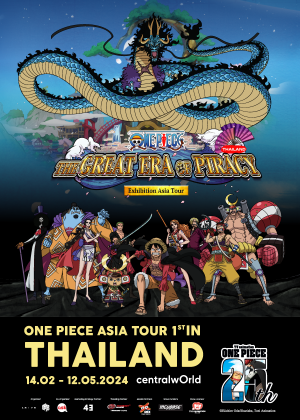 ONE PIECE
THAILAND
THE GREAT ERA OF PIRACY
Exhibition Asia Tour
ONE PIECE ASIA TOUR 1ST IN
THAILAND
14.02 - 12.05.2024 centralwOrld
ONE PIECE
25th